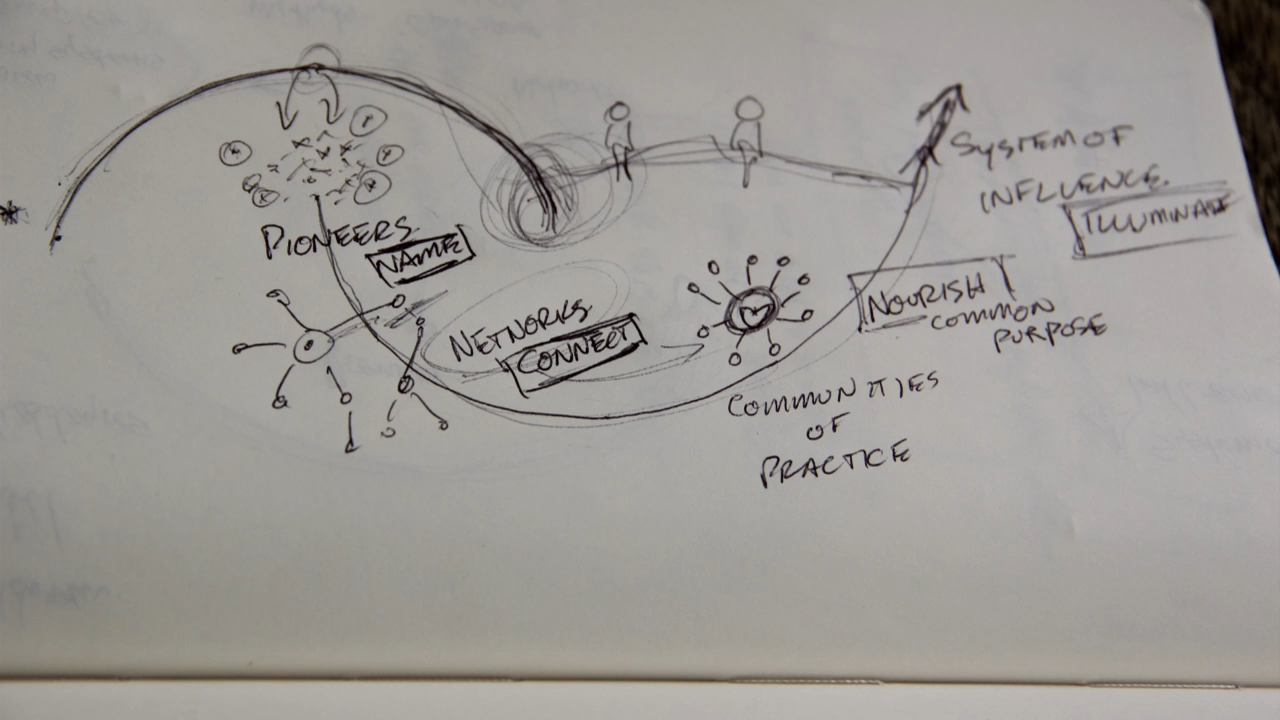 PIONEERS
NAME
NETWORKS
CONNECT
COMMUNITIES
OF
PRACTICE
NOURISH
COMMON
PURPOSE
SYSTEM OF
INFLUENCE
ILLUMINATE